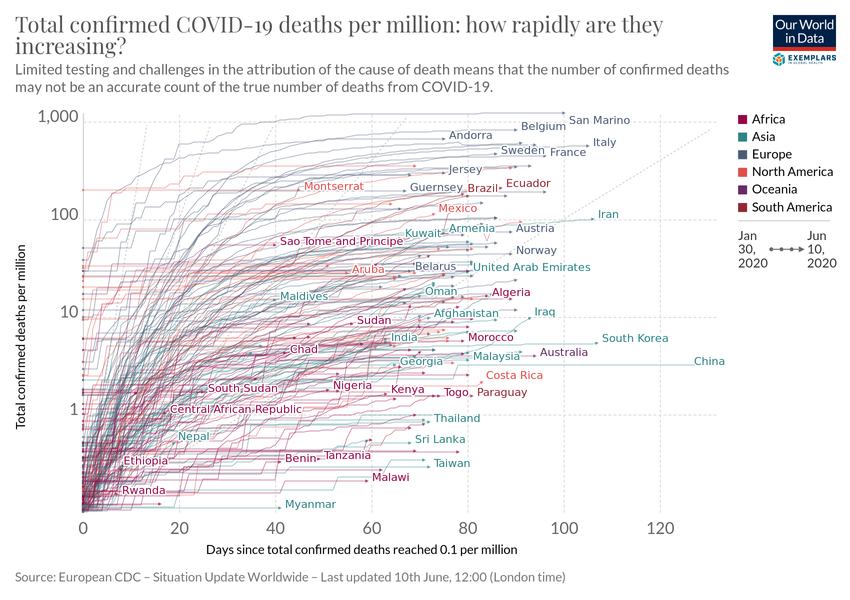 Total confirmed COVID-19 deaths per million: how rapidly are they
increasing?
Limited testing and challenges in the attribution of the cause of death means that the number of confirmed deaths
may not be an accurate count of the true number of deaths from COVID-19.
Our World
in Data
EXEMPLARS
IN GLOBAL HEALTH
Total confirmed deaths per million
1,000
100
10
1
San Marino
Belgium
Andorra
Italy
Sweden
France
Jersey
Montserrat
Guernsey
Brazil
Ecuador
Mexico
Iran
Armenia
Kuwait
Austria
Sao Tome and Principe
Norway
Aruba
Belarus
United Arab Emirates
Maldives
Oman
Algeria
Sudan
Afghanistan
Iraq
India
Morocco
South Korea
Chad
Georgia
Malaysia
Australia
China
Costa Rica
South Sudan
Nigeria
Kenya
Togo
Paraguay
Central African Republic
Thailand
Nepal
Sri Lanka
Ethiopia
Benin
Tanzania
Taiwan
Malawi
Rwanda
Myanmar
0
20
40
60
80
100
120
Days since total confirmed deaths reached 0.1 per million
Africa
Asia
Europe
North America
Oceania
South America
Jan
30,
2020
Jun
10,
2020
Source: European CDC – Situation Update Worldwide – Last updated 10th June, 12:00 (London time)